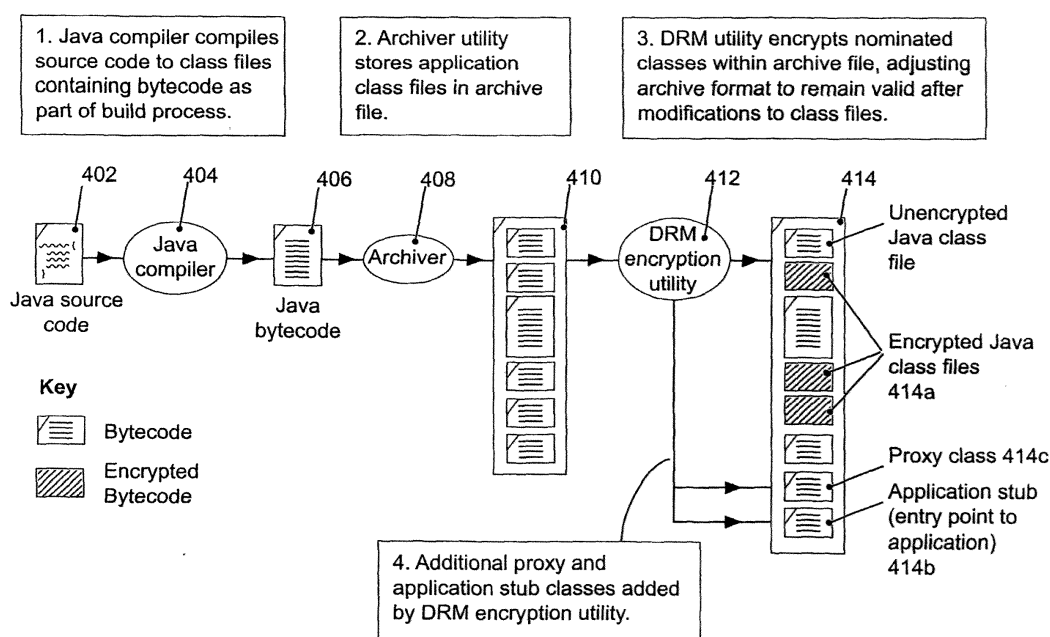 1. Java compiler compiles
source code to class files
containing bytecode as
part of build process.
2. Archiver utility
stores application
class files in archive
file.
3. DRM utility encrypts nominated
classes within archive file, adjusting
archive format to remain valid after
modifications to class files.
402
404
406
408
410
412
414
Java
compiler
Archiver
DRM
encryption
utility
Unencrypted
Java class
file
Java source
code
Java
bytecode
Encrypted Java
class files
414a
Key
Bytecode
Encrypted
Bytecode
Proxy class 414c
Application stub
(entry point to
application)
414b
4. Additional proxy and
application stub classes added
by DRM encryption utility.